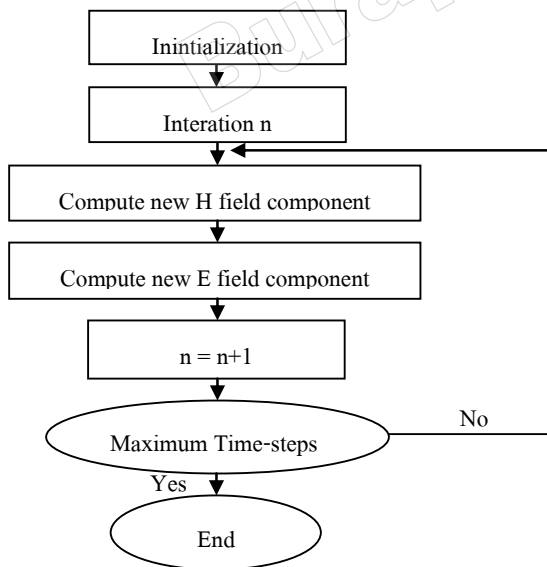 Inintialization
Interation n
Compute new H field component
Compute new E field component
n = n+1
Maximum Time-steps
No
Yes
End